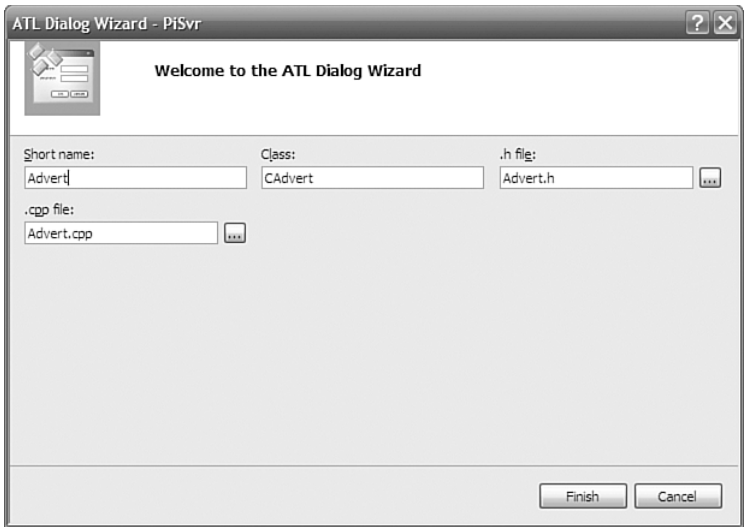 ATL Dialog Wizard - PiSvr
Welcome to the ATL Dialog Wizard
Short name:
Class:
.h file:
Advert
CAdvert
Advert.h
...
.cpp file:
Advert.cpp
...
Finish
Cancel